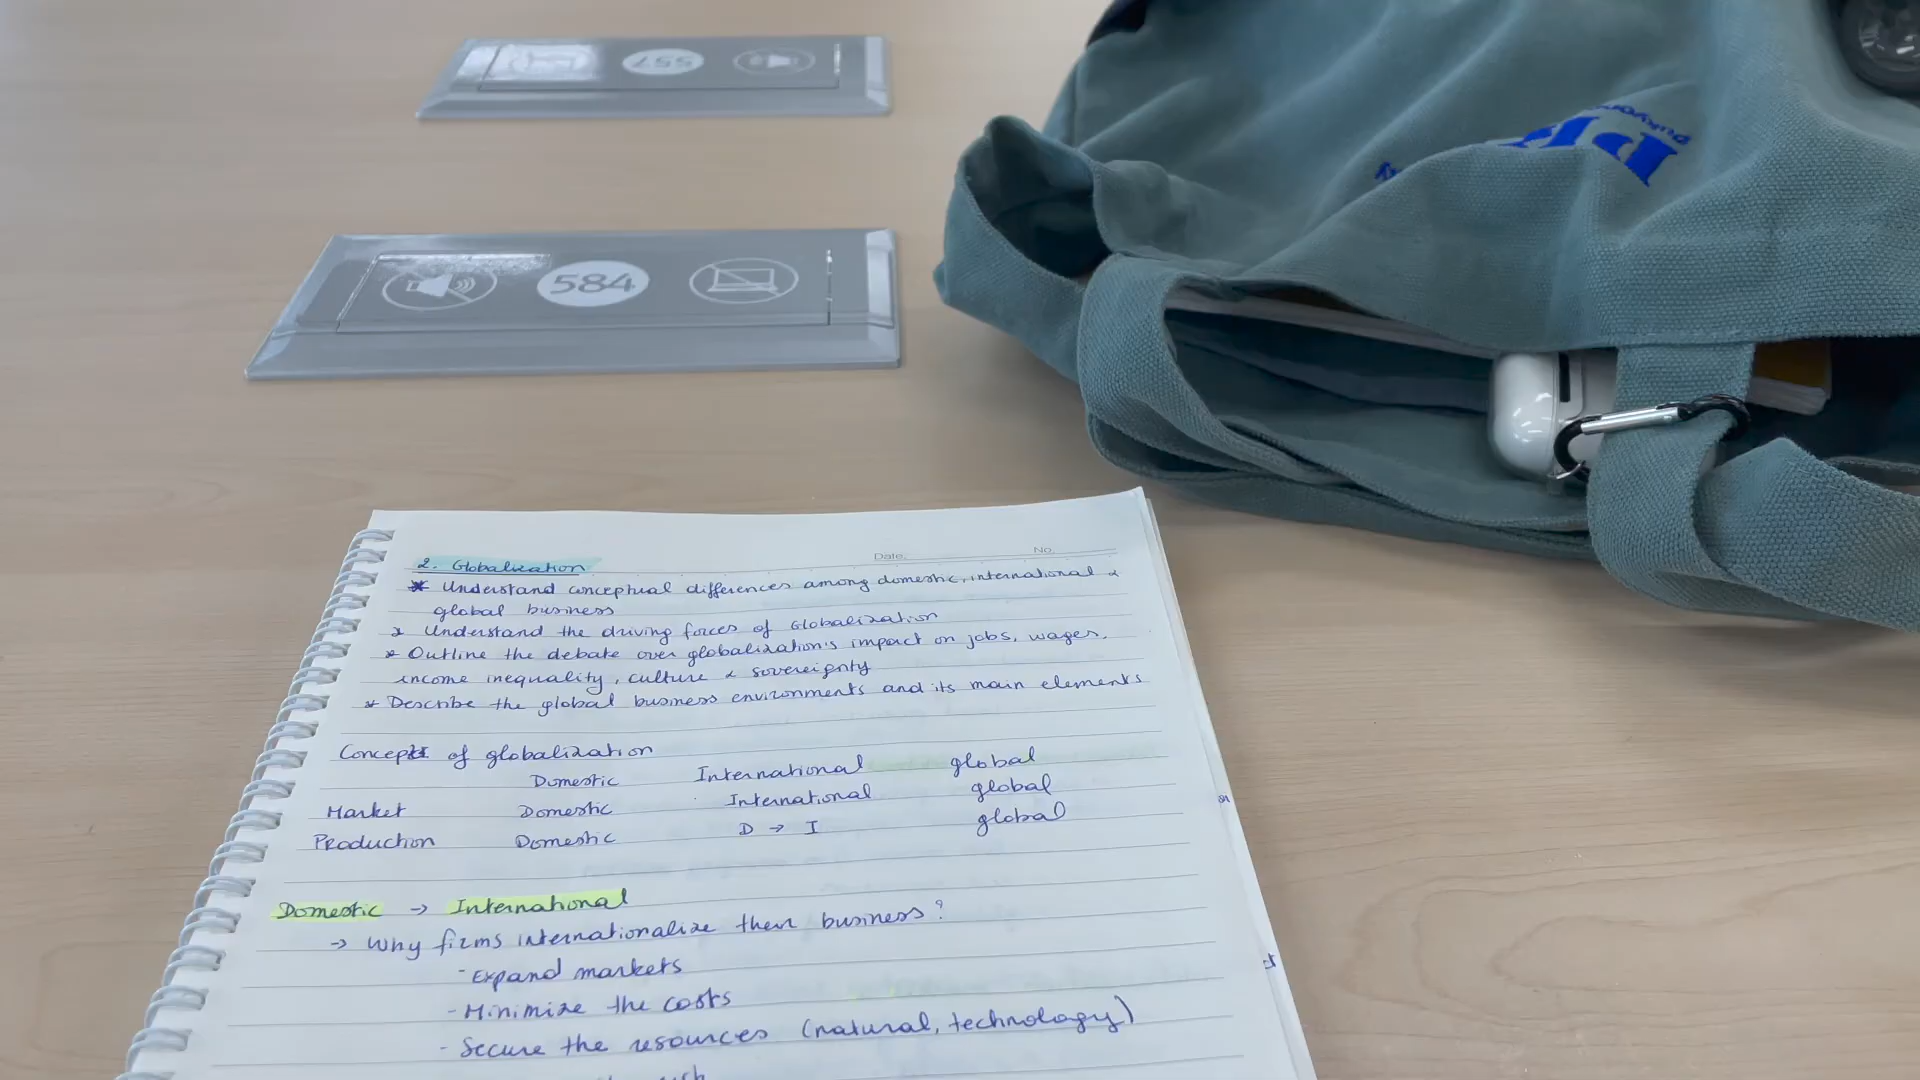 557
584
PK
Pukyon
Date. No.
2. Globalization
* Understand conceptual differences among domestic, international &
global business
* Understand the driving forces of Globalization
* Outline the debate over globalization's impact on jobs, wages,
income inequality, culture & sovereignty
* Describe the global business environments and its main elements
Concept of globalization
Domestic International global
Market Domestic International global
Production Domestic D → I global
Domestic → International
→ Why firms internationalize their business?
- Expand markets
- Minimize the costs
- Secure the resources (natural, technology)